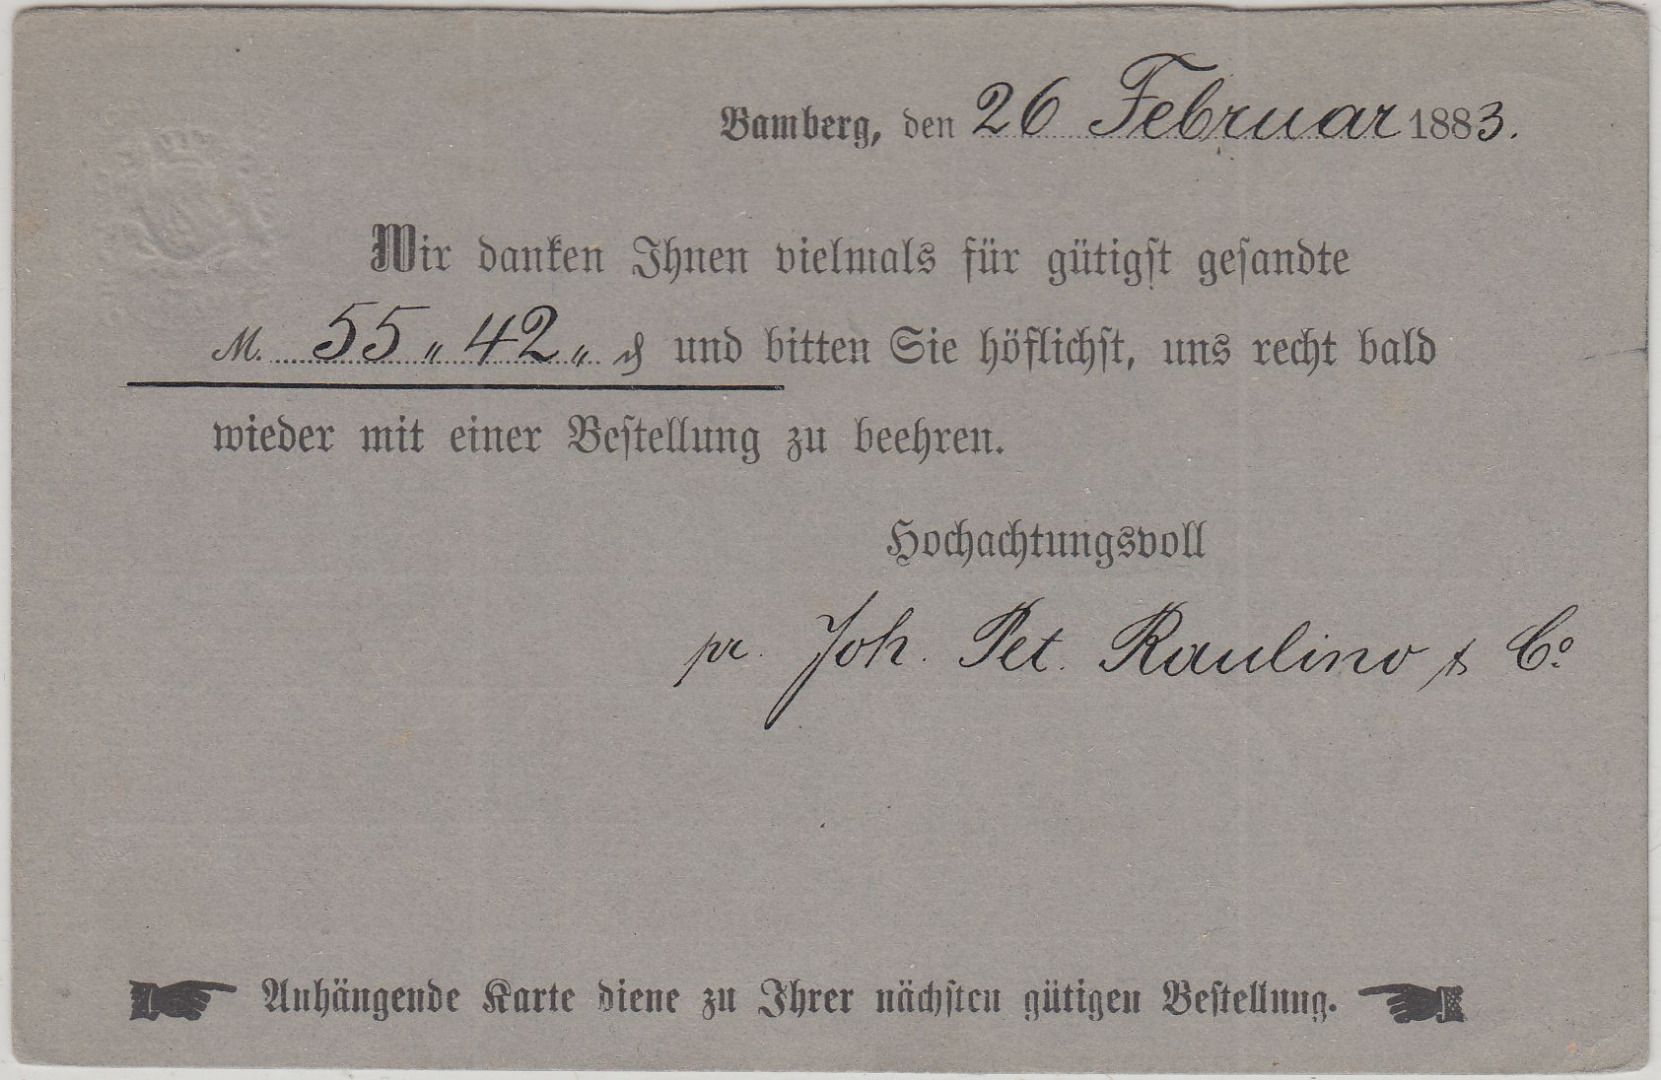 Bamberg, den 26 Februar 1883.
Wir danken Ihnen vielmals für gütigst gesandte
M. 55 „ 42 „ ₰ und bitten Sie höflichst, uns recht bald
wieder mit einer Bestellung zu beehren.
Hochachtungsvoll
pr. Joh. Pet. Raulino & Co
Anhängende Karte diene zu Ihrer nächsten gütigen Bestellung.